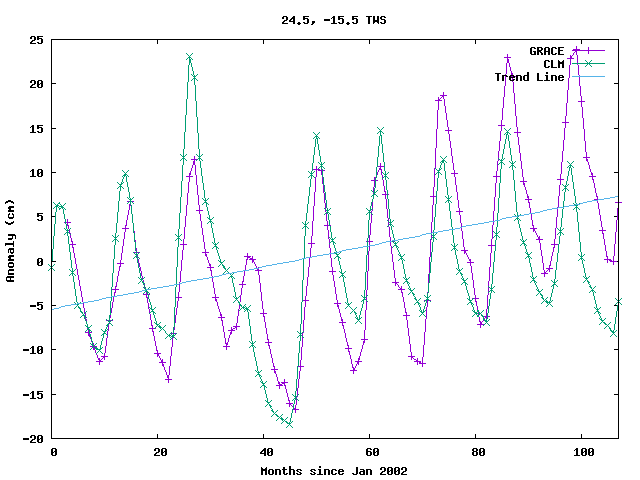 24.5, -15.5 TWS
25
20
15
10
5
0
-5
-10
-15
-20
Anomaly (cm)
GRACE
CLM
Trend Line
0 20 40 60 80 100
Months since Jan 2002